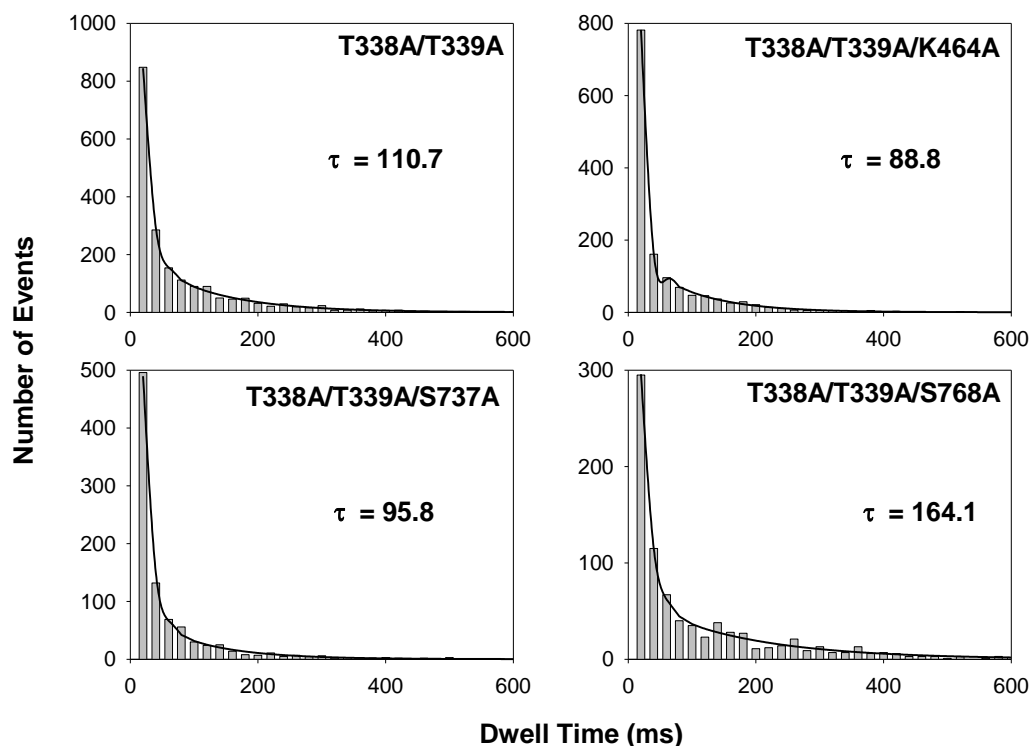 T338A/T339A
τ = 110.7
1000
800
600
400
200
0
0 200 400 600
T338A/T339A/K464A
τ = 88.8
800
600
400
200
0
0 200 400 600
T338A/T339A/S737A
τ = 95.8
500
400
300
200
100
0
0 200 400 600
T338A/T339A/S768A
τ = 164.1
300
200
100
0
0 200 400 600
Number of Events
Dwell Time (ms)